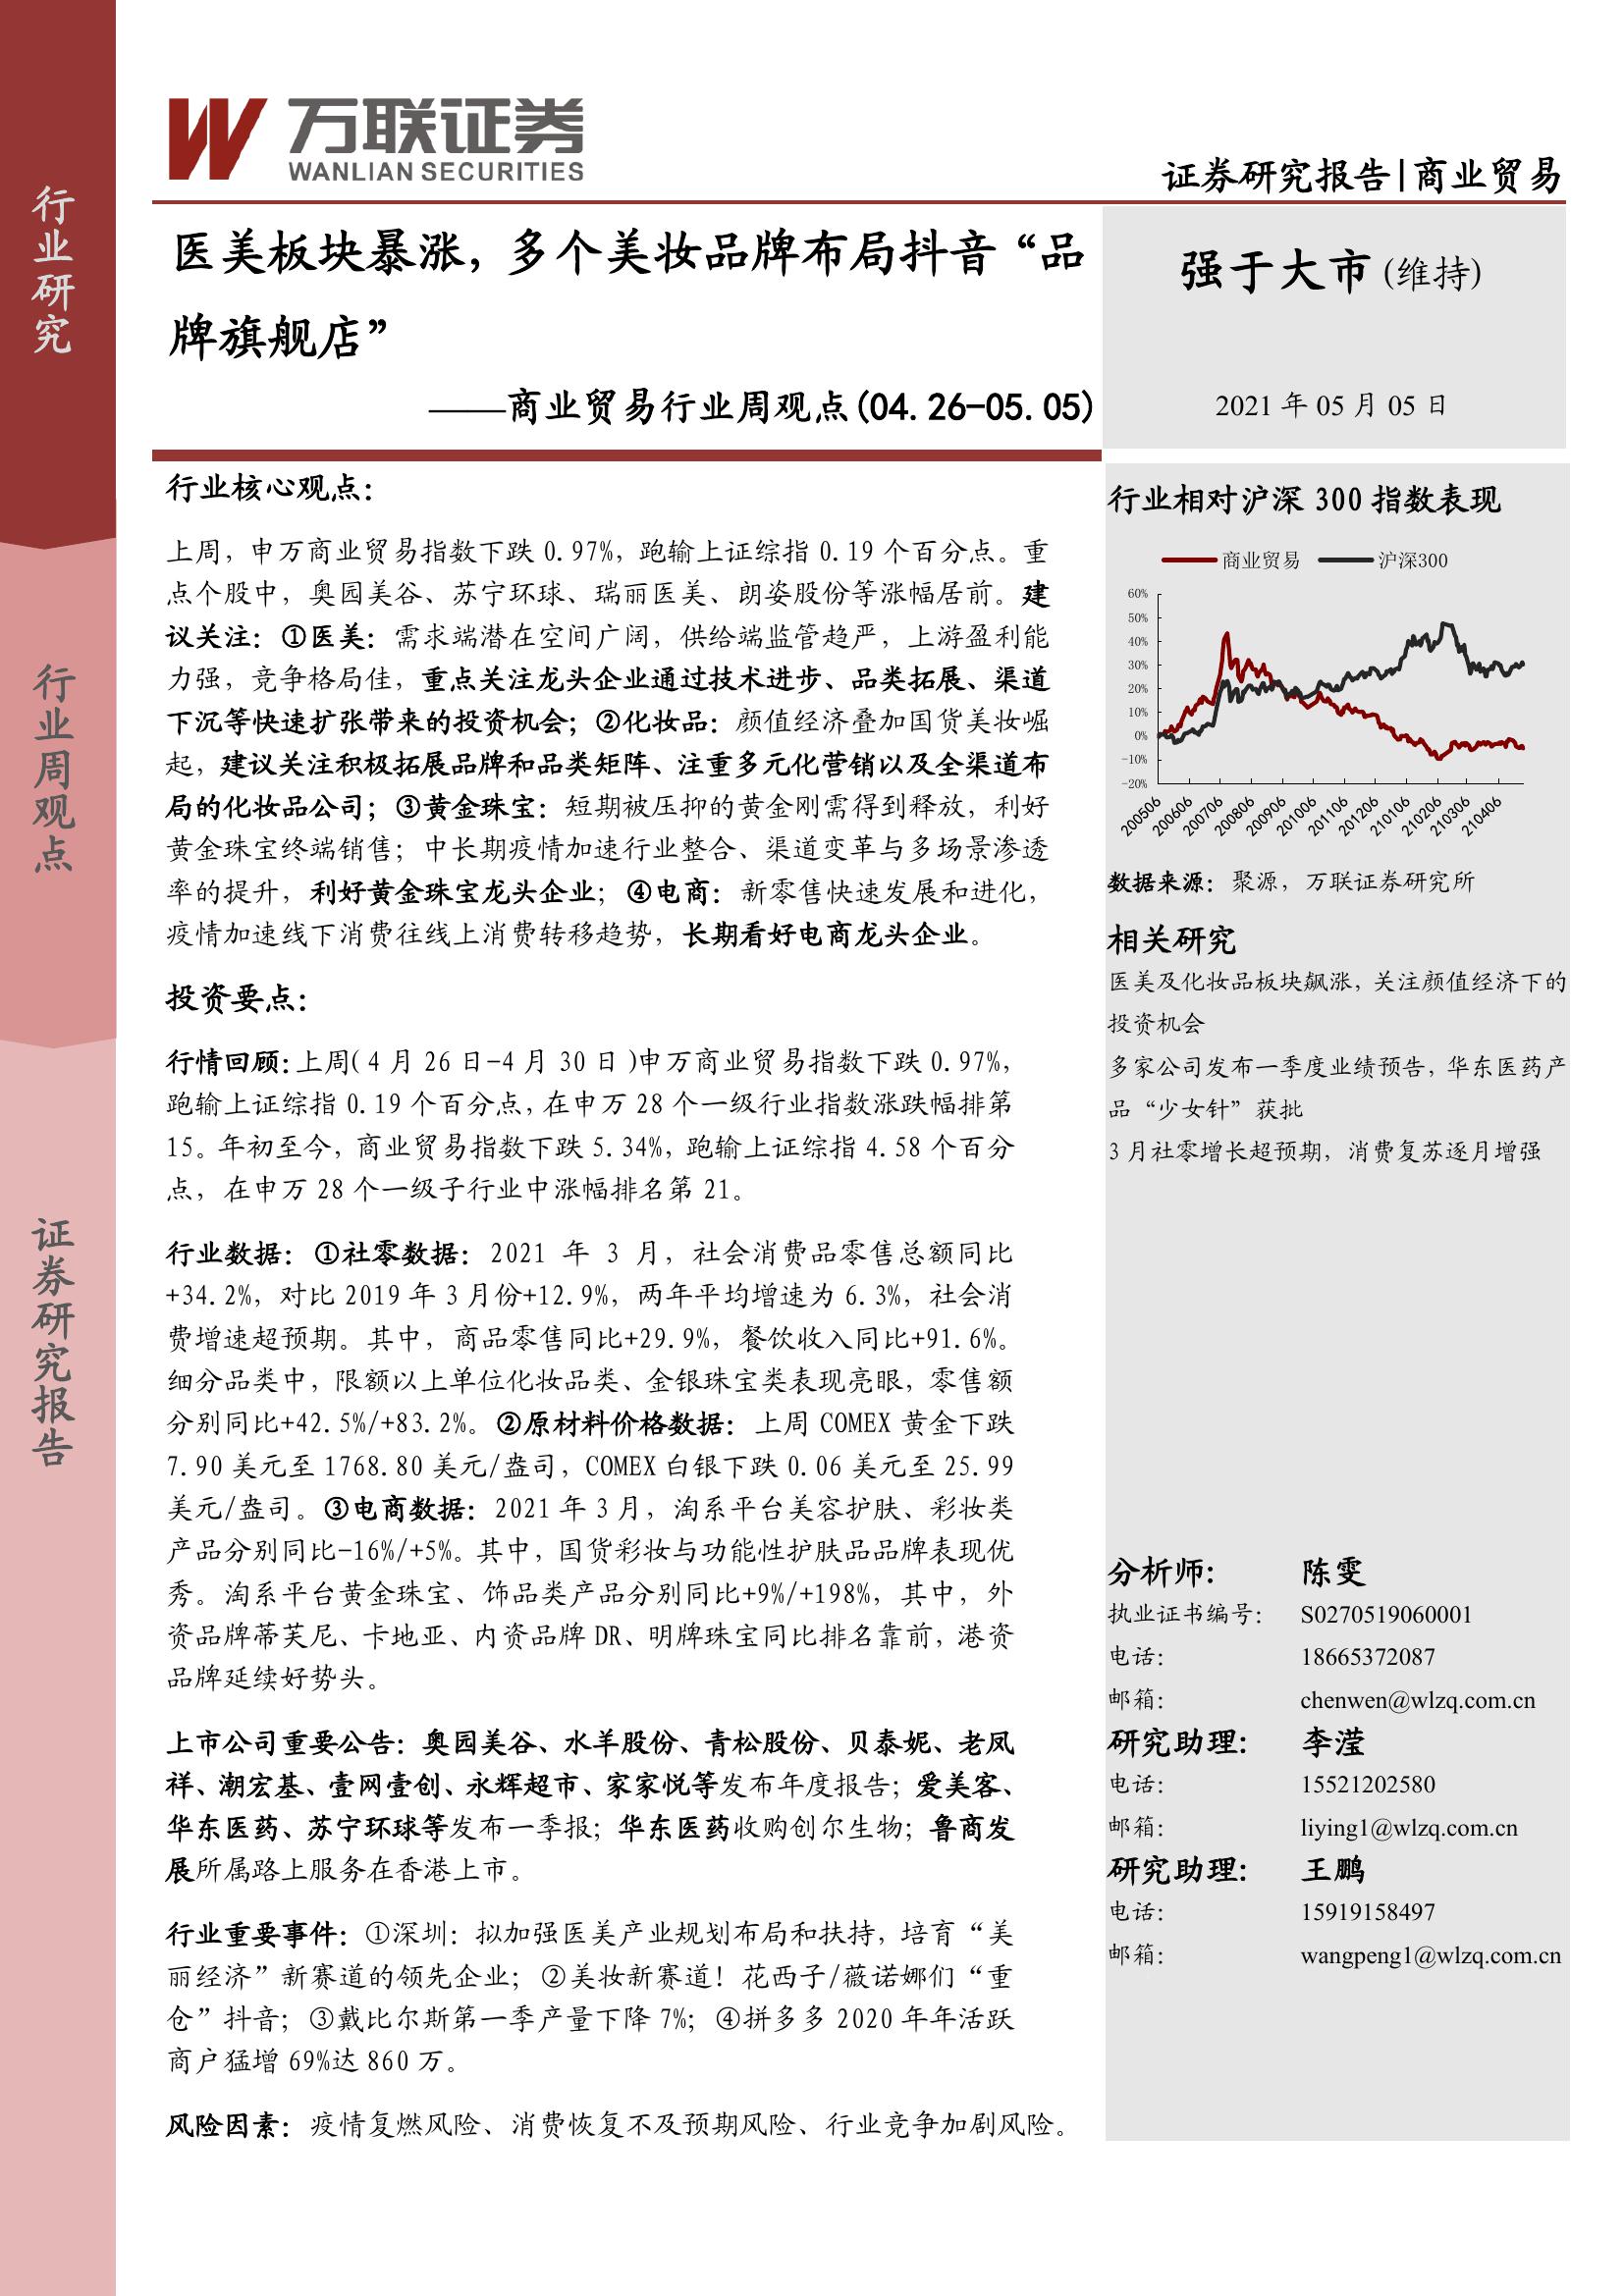 万联证券
WANLIAN SECURITIES
证券研究报告|商业贸易
行业研究
行业周观点
证券研究报告
医美板块暴涨，多个美妆品牌布局抖音“品
牌旗舰店”
——商业贸易行业周观点(04.26-05.05)
强于大市(维持)
2021 年 05 月 05 日
行业核心观点：
上周，申万商业贸易指数下跌 0.97%，跑输上证综指 0.19 个百分点。重
点个股中，奥园美谷、苏宁环球、瑞丽医美、朗姿股份等涨幅居前。建
议关注：①医美：需求端潜在空间广阔，供给端监管趋严，上游盈利能
力强，竞争格局佳，重点关注龙头企业通过技术进步、品类拓展、渠道
下沉等快速扩张带来的投资机会；②化妆品：颜值经济叠加国货美妆崛
起，建议关注积极拓展品牌和品类矩阵、注重多元化营销以及全渠道布
局的化妆品公司；③黄金珠宝：短期被压抑的黄金刚需得到释放，利好
黄金珠宝终端销售；中长期疫情加速行业整合、渠道变革与多场景渗透
率的提升，利好黄金珠宝龙头企业；④电商：新零售快速发展和进化，
疫情加速线下消费往线上消费转移趋势，长期看好电商龙头企业。
投资要点：
行情回顾：上周(4 月 26 日-4 月 30 日)申万商业贸易指数下跌 0.97%，
跑输上证综指 0.19 个百分点，在申万 28 个一级行业指数涨跌幅排第
15。年初至今，商业贸易指数下跌 5.34%，跑输上证综指 4.58 个百分
点，在申万 28 个一级子行业中涨幅排名第 21。
行业数据：①社零数据：2021 年 3 月，社会消费品零售总额同比
+34.2%，对比 2019 年 3 月份+12.9%，两年平均增速为 6.3%，社会消
费增速超预期。其中，商品零售同比+29.9%，餐饮收入同比+91.6%。
细分品类中，限额以上单位化妆品类、金银珠宝类表现亮眼，零售额
分别同比+42.5%/+83.2%。②原材料价格数据：上周 COMEX 黄金下跌
7.90 美元至 1768.80 美元/盎司，COMEX 白银下跌 0.06 美元至 25.99
美元/盎司。③电商数据：2021 年 3 月，淘系平台美容护肤、彩妆类
产品分别同比-16%/+5%。其中，国货彩妆与功能性护肤品品牌表现优
秀。淘系平台黄金珠宝、饰品类产品分别同比+9%/+198%，其中，外
资品牌蒂芙尼、卡地亚、内资品牌 DR、明牌珠宝同比排名靠前，港资
品牌延续好势头。
上市公司重要公告：奥园美谷、水羊股份、青松股份、贝泰妮、老凤
祥、潮宏基、壹网壹创、永辉超市、家家悦等发布年度报告；爱美客、
华东医药、苏宁环球等发布一季报；华东医药收购创尔生物；鲁商发
展所属路上服务在香港上市。
行业重要事件：①深圳：拟加强医美产业规划布局和扶持，培育“美
丽经济”新赛道的领先企业；②美妆新赛道！花西子/薇诺娜们“重
仓”抖音；③戴比尔斯第一季产量下降 7%；④拼多多 2020 年年活跃
商户猛增 69%达 860 万。
风险因素：疫情复燃风险、消费恢复不及预期风险、行业竞争加剧风险。
行业相对沪深 300 指数表现
商业贸易 沪深300
60%
50%
40%
30%
20%
10%
0%
-10%
-20%
200506 200606 200706 200806 200906 201006 201106 201206 210106 210206 210306 210406
数据来源：聚源，万联证券研究所
相关研究
医美及化妆品板块飙涨，关注颜值经济下的
投资机会
多家公司发布一季度业绩预告，华东医药产
品“少女针”获批
3 月社零增长超预期，消费复苏逐月增强
分析师： 陈雯
执业证书编号： S0270519060001
电话： 18665372087
邮箱： chenwen@wlzq.com.cn
研究助理： 李滢
电话： 15521202580
邮箱： liying1@wlzq.com.cn
研究助理： 王鹏
电话： 15919158497
邮箱： wangpeng1@wlzq.com.cn